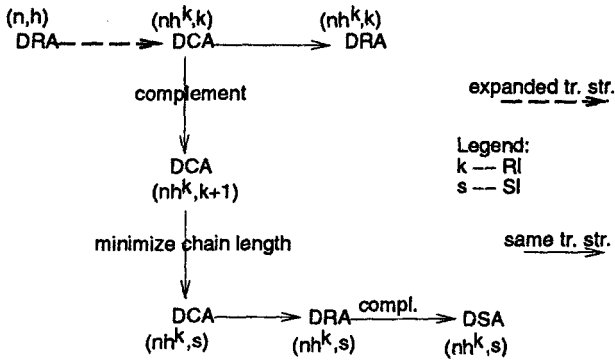 (n,h) (nh^k,k) (nh^k,k)
DRA DCA DRA
complement
expanded tr. str.
Legend:
k — RI
s — SI
DCA
(nh^k,k+1)
minimize chain length
same tr. str.
DCA DRA compl. DSA
(nh^k,s) (nh^k,s) (nh^k,s)